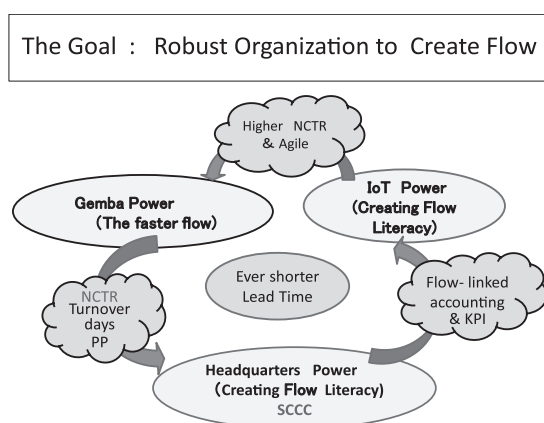 The Goal : Robust Organization to Create Flow
Higher NCTR
& Agile
Gemba Power
(The faster flow)
IoT Power
(Creating Flow
Literacy)
Ever shorter
Lead Time
NCTR
Turnover
days
PP
Flow- linked
accounting
& KPI
Headquarters Power
(Creating Flow Literacy)
SCCC